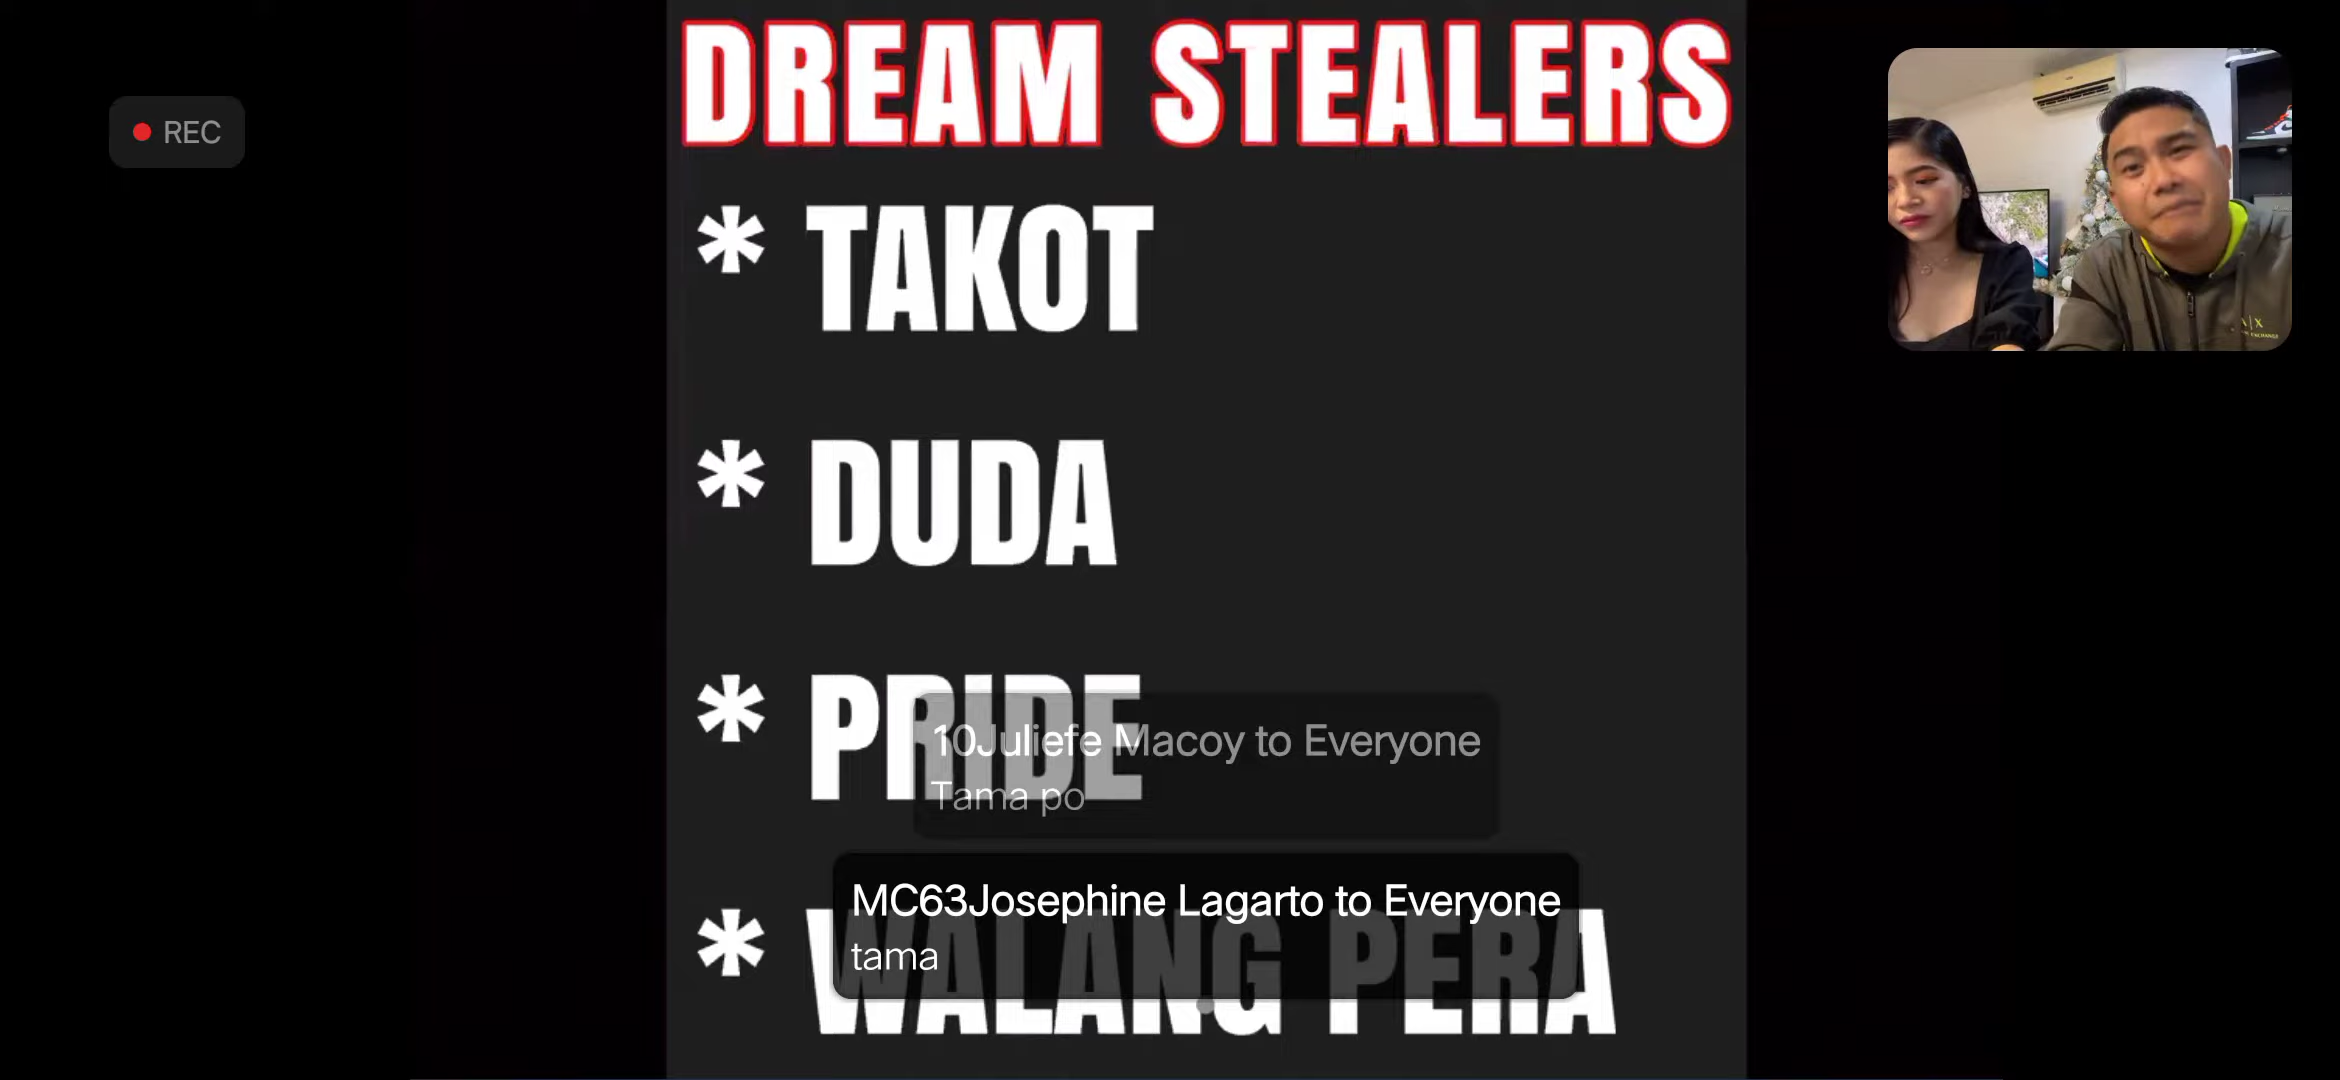 DREAM STEALERS
REC
* TAKOT
* DUDA
* PRIDE
10Juliefe Macoy to Everyone
Tama po
MC63Josephine Lagarto to Everyone
tama
* WALANG PERA
A|X